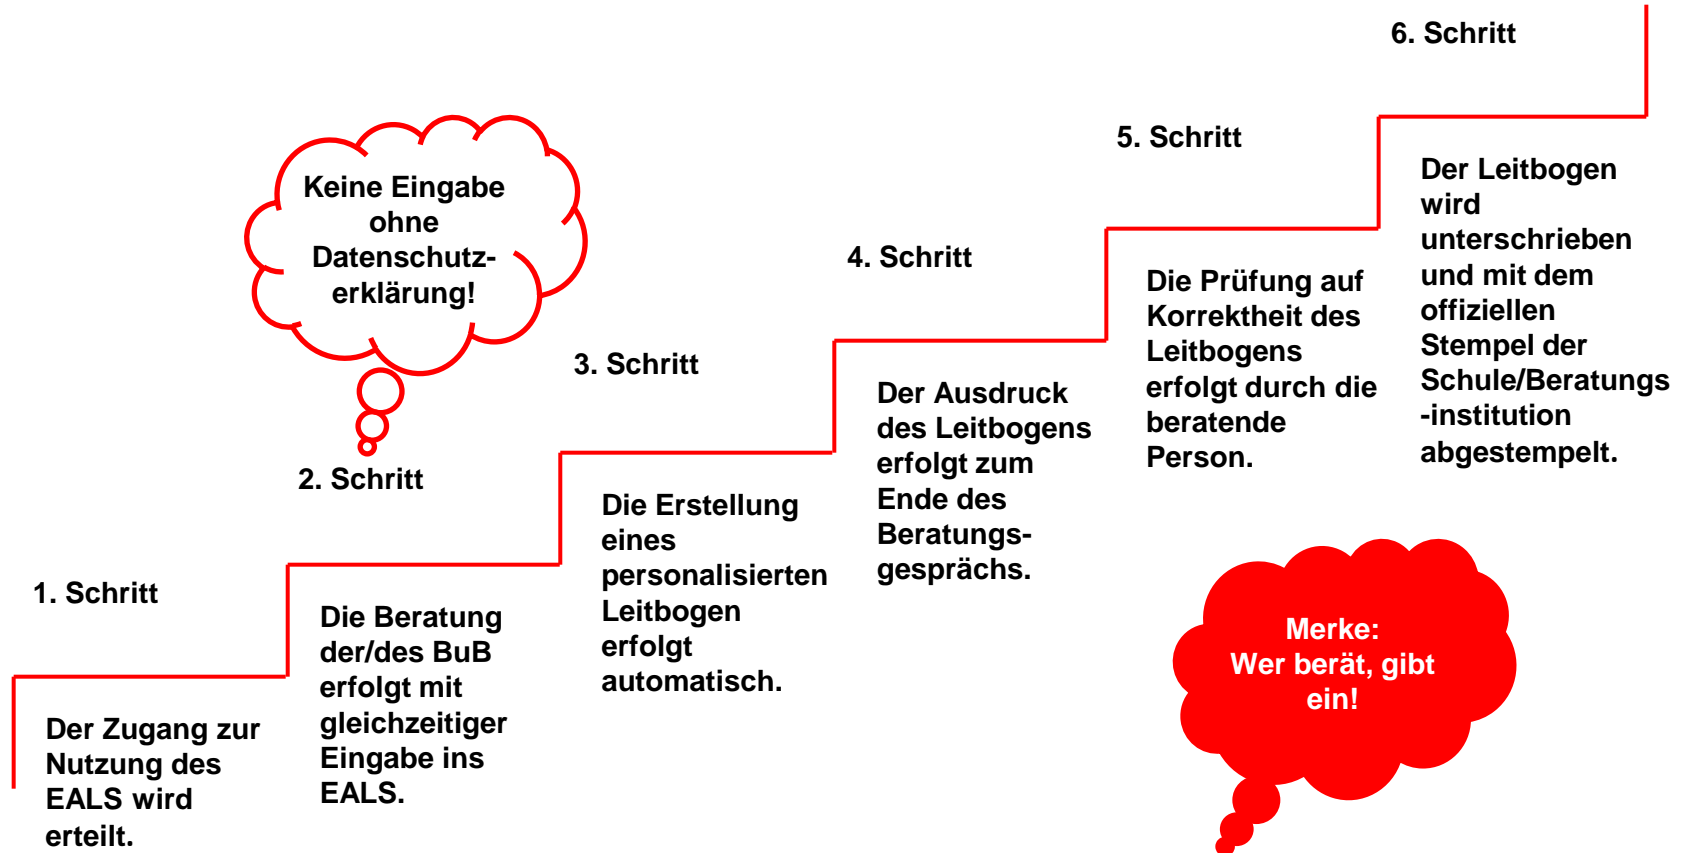 1. Schritt
Der Zugang zur
Nutzung des
EALS wird
erteilt.
Keine Eingabe
ohne
Datenschutz-
erklärung!
2. Schritt
Die Beratung
der/des BuB
erfolgt mit
gleichzeitiger
Eingabe ins
EALS.
3. Schritt
Die Erstellung
eines
personalisierten
Leitbogen
erfolgt
automatisch.
4. Schritt
Der Ausdruck
des Leitbogens
erfolgt zum
Ende des
Beratungs-
gesprächs.
5. Schritt
Die Prüfung auf
Korrektheit des
Leitbogens
erfolgt durch die
beratende
Person.
6. Schritt
Der Leitbogen
wird
unterschrieben
und mit dem
offiziellen
Stempel der
Schule/Beratungs
-institution
abgestempelt.
Merke:
Wer berät, gibt
ein!